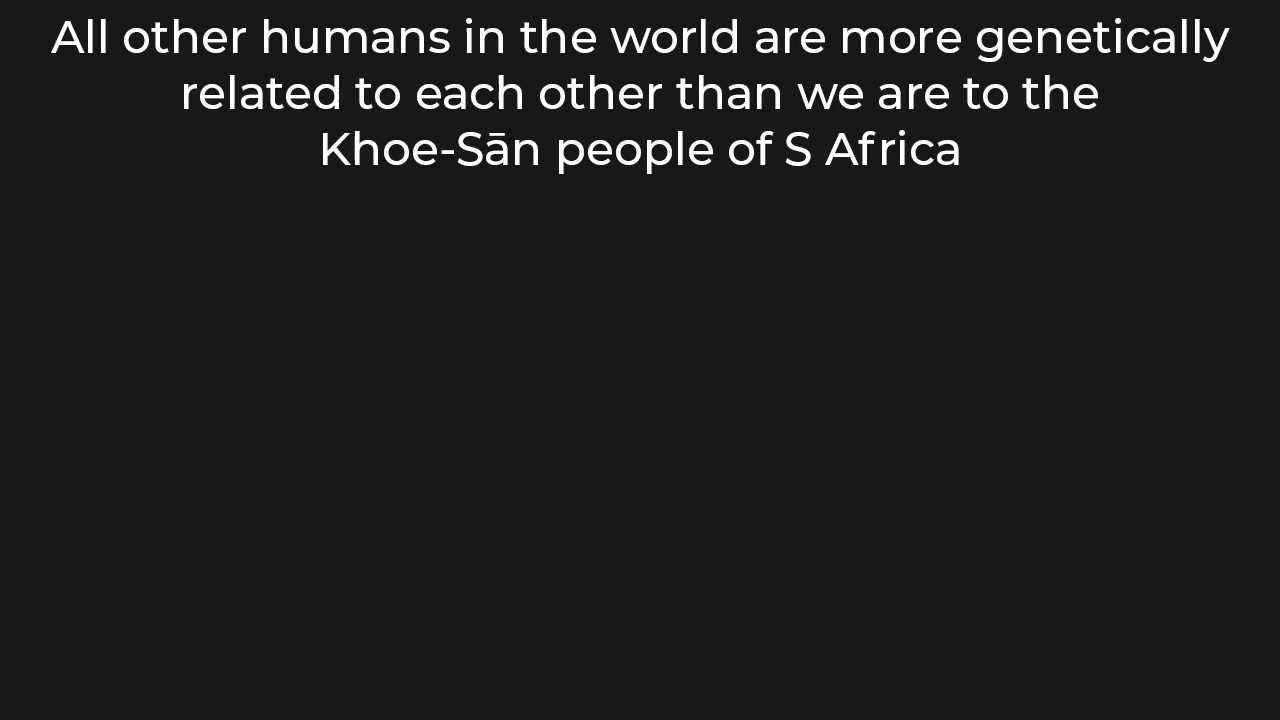 All other humans in the world are more genetically
related to each other than we are to the
Khoe-Sān people of S Africa